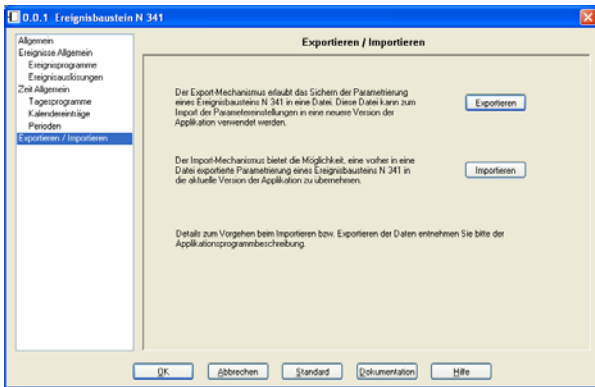 0.0.1 Ereignisbaustein N 341
Allgemein
Ereignisse Allgemein
Ereignisprogramme
Ereignisauslösungen
Zeit Allgemein
Tagesprogramme
Kalendereinträge
Perioden
Exportieren / Importieren
Exportieren / Importieren
Der Export-Mechanismus erlaubt das Sichern der Parametrierung
eines Ereignisbausteins N 341 in eine Datei. Diese Datei kann zum
Import der Parametereinstellungen in eine neuere Version der
Applikation verwendet werden.
Exportieren
Der Import-Mechanismus bietet die Möglichkeit, eine vorher in eine
Datei exportierte Parametrierung eines Ereignisbausteins N 341 in
die aktuelle Version der Applikation zu übernehmen.
Importieren
Details zum Vorgehen beim Importieren bzw. Exportieren der Daten entnehmen Sie bitte der
Applikationsprogrammbeschreibung.
OK
Abbrechen
Standard
Dokumentation
Hilfe